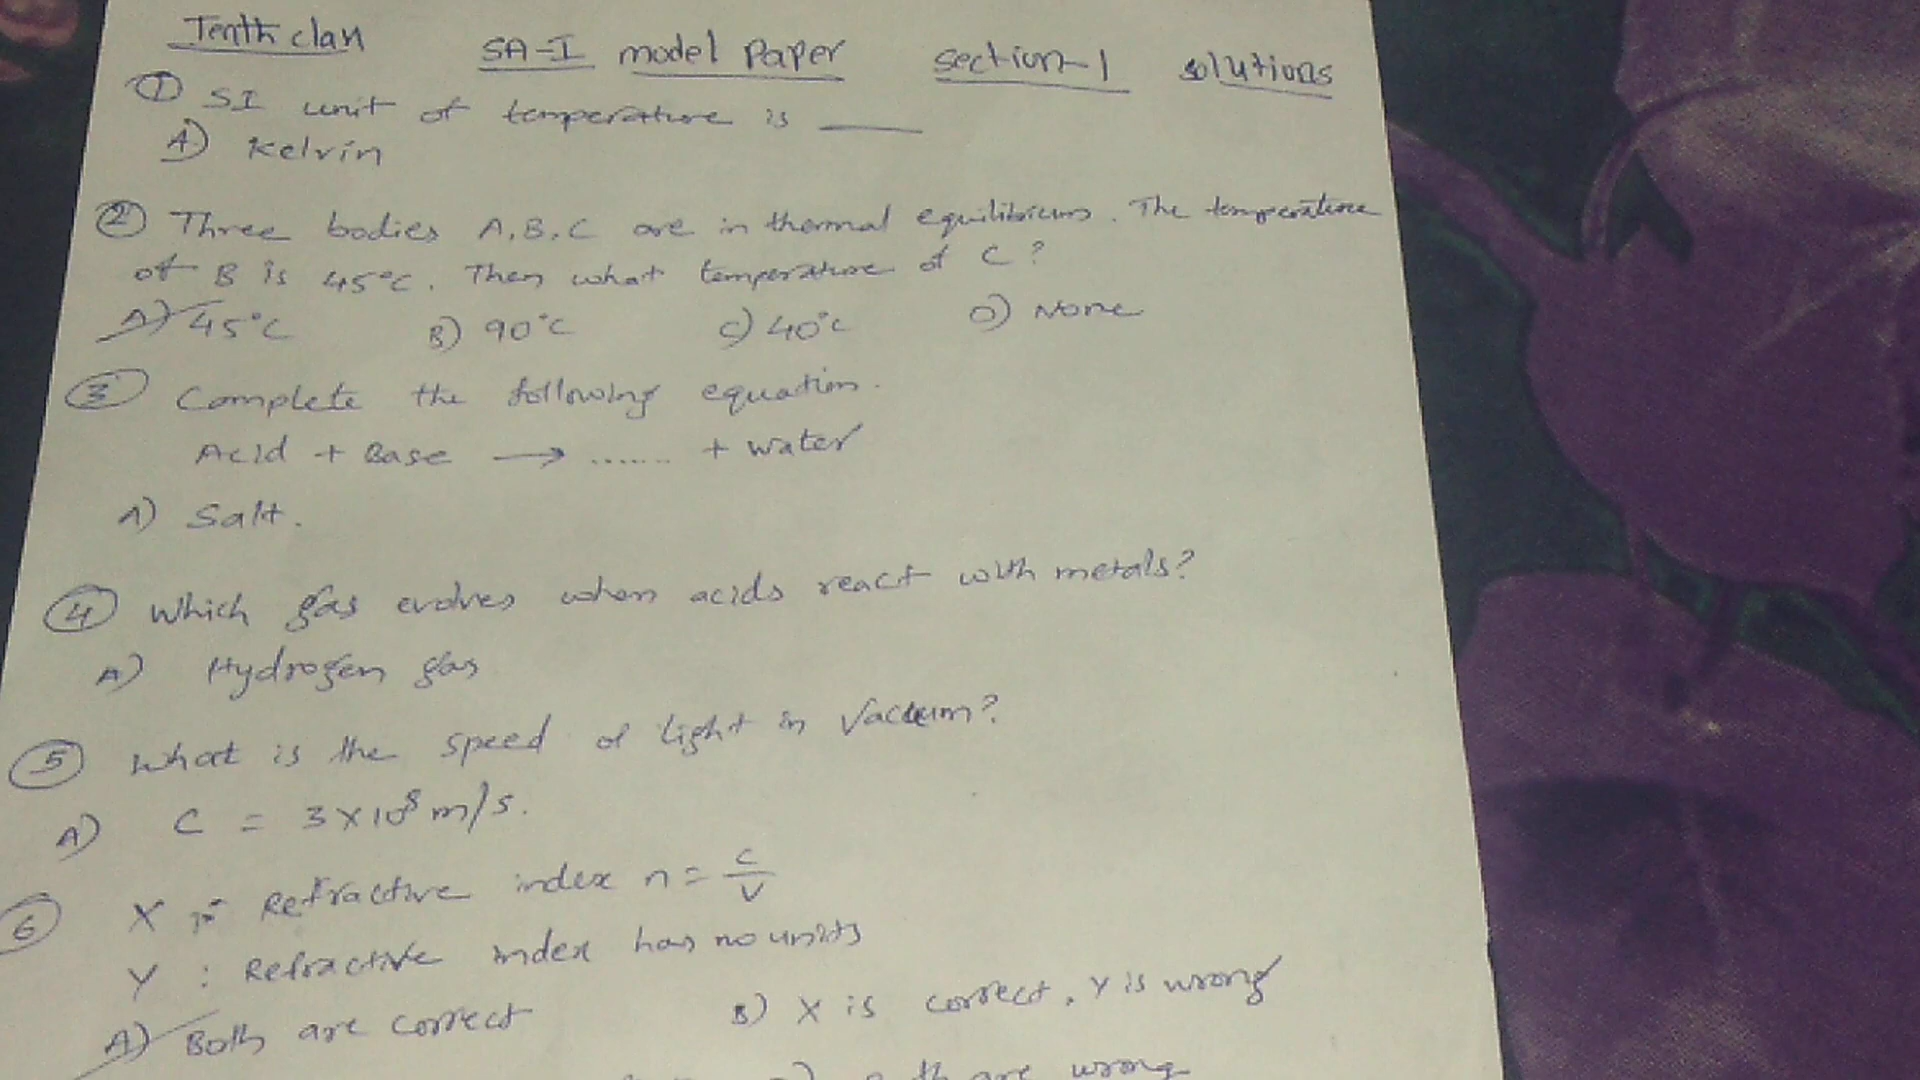 Tenth class SA-I model Paper section-1 solutions
① SI unit of temperature is ____
A) Kelvin
② Three bodies A, B, C are in thermal equilibrium. The temperature
of B is 45°C. Then what temperature of C?
A) 45°C B) 90°C C) 40°C D) None
③ Complete the following equation.
Acid + Base → ....... + Water
A) Salt.
④ Which gas evolves when acids react with metals?
A) Hydrogen gas
⑤ What is the speed of light in Vaccum?
A) C = 3×10⁸ m/s.
⑥ X : Refractive index n = C/V
Y : Refractive index has no units
A) Both are correct B) X is correct, Y is wrong
are wrong